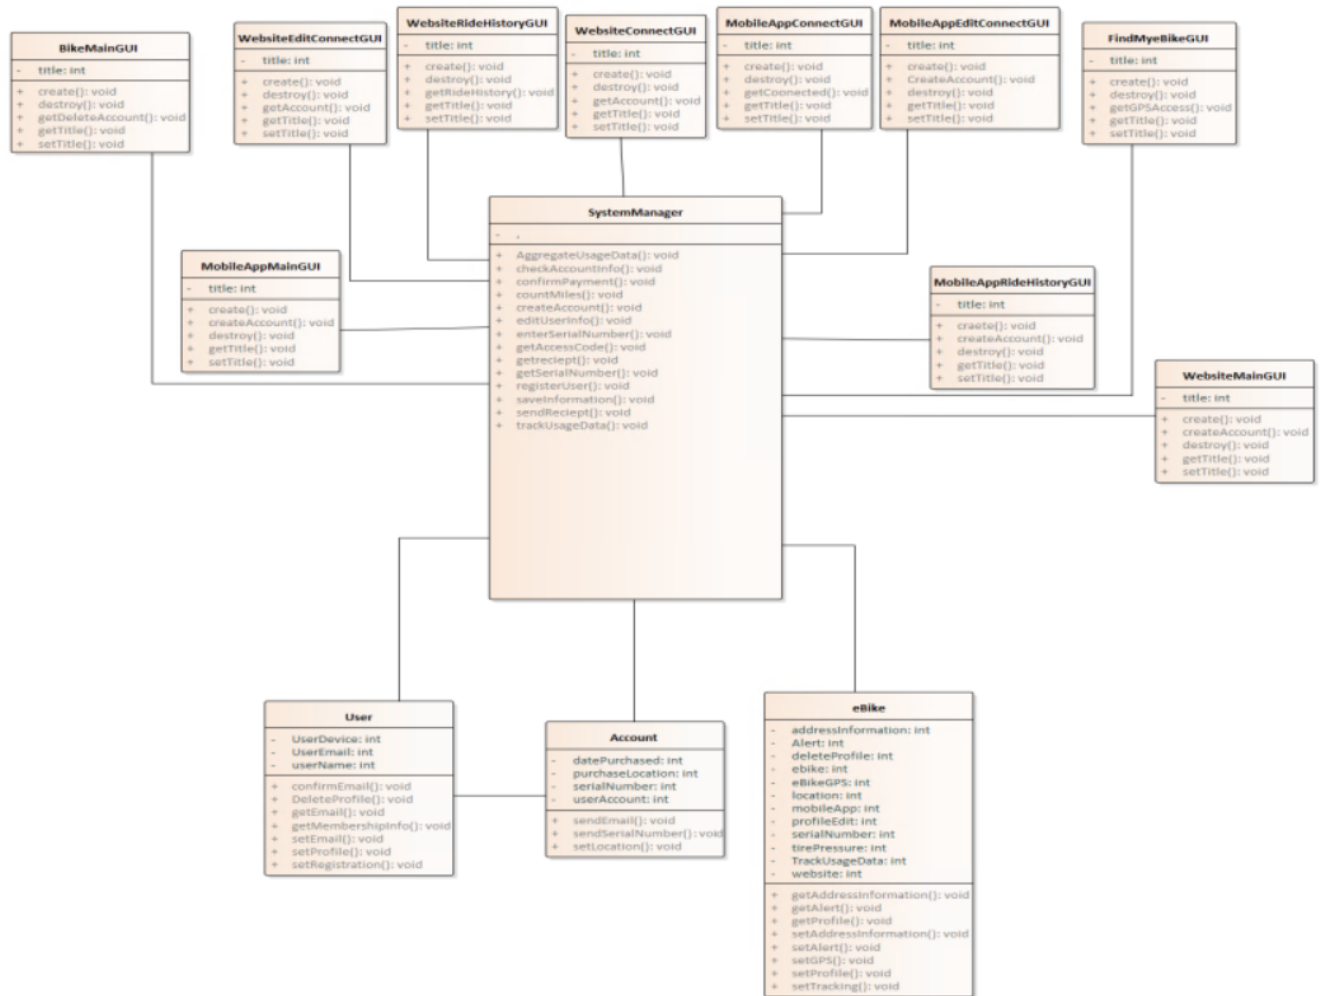 BikeMainGUI
- title: int
+ create(): void
+ destroy(): void
+ getDeleteAccount(): void
+ getTitle(): void
+ setTitle(): void
WebsiteEditConnectGUI
- title: int
+ create(): void
+ destroy(): void
+ getAccount(): void
+ getTitle(): void
+ setTitle(): void
WebsiteRideHistoryGUI
- title: int
+ create(): void
+ destroy(): void
+ getRideHistory(): void
+ getTitle(): void
+ setTitle(): void
WebsiteConnectGUI
- title: int
+ create(): void
+ destroy(): void
+ getAccount(): void
+ getTitle(): void
+ setTitle(): void
MobileAppConnectGUI
- title: int
+ create(): void
+ destroy(): void
+ getConnected(): void
+ getTitle(): void
+ setTitle(): void
MobileAppEditConnectGUI
- title: int
+ create(): void
+ CreateAccount(): void
+ destroy(): void
+ getTitle(): void
+ setTitle(): void
FindMyeBikeGUI
- title: int
+ create(): void
+ destroy(): void
+ getGPSAccess(): void
+ getTitle(): void
+ setTitle(): void
SystemManager
- .
+ AggregateUsageData(): void
+ checkAccountInfo(): void
+ confirmPayment(): void
+ countMiles(): void
+ createAccount(): void
+ editUserInfo(): void
+ enterSerialNumber(): void
+ getAccessCode(): void
+ getreciept(): void
+ getSerialNumber(): void
+ registerUser(): void
+ saveInformation(): void
+ sendReciept(): void
+ trackUsageData(): void
MobileAppMainGUI
- title: int
+ create(): void
+ createAccount(): void
+ destroy(): void
+ getTitle(): void
+ setTitle(): void
MobileAppRideHistoryGUI
- title: int
+ craete(): void
+ createAccount(): void
+ destroy(): void
+ getTitle(): void
+ setTitle(): void
WebsiteMainGUI
- title: int
+ create(): void
+ createAccount(): void
+ destroy(): void
+ getTitle(): void
+ setTitle(): void
User
- UserDevice: int
- UserEmail: int
- userName: int
+ confirmEmail(): void
+ DeleteProfile(): void
+ getEmail(): void
+ getMembershipInfo(): void
+ setEmail(): void
+ setProfile(): void
+ setRegistration(): void
Account
- datePurchased: int
- purchaseLocation: int
- serialNumber: int
- userAccount: int
+ sendEmail(): void
+ sendSerialNumber(): void
+ setLocation(): void
eBike
- addressInformation: int
- Alert: int
- deleteProfile: int
- ebike: int
- eBikeGPS: int
- location: int
- mobileApp: int
- profileEdit: int
- serialNumber: int
- tirePressure: int
- TrackUsageData: int
- website: int
+ getAddressInformation(): void
+ getAlert(): void
+ getProfile(): void
+ setAddressInformation(): void
+ setAlert(): void
+ setGPS(): void
+ setProfile(): void
+ setTracking(): void